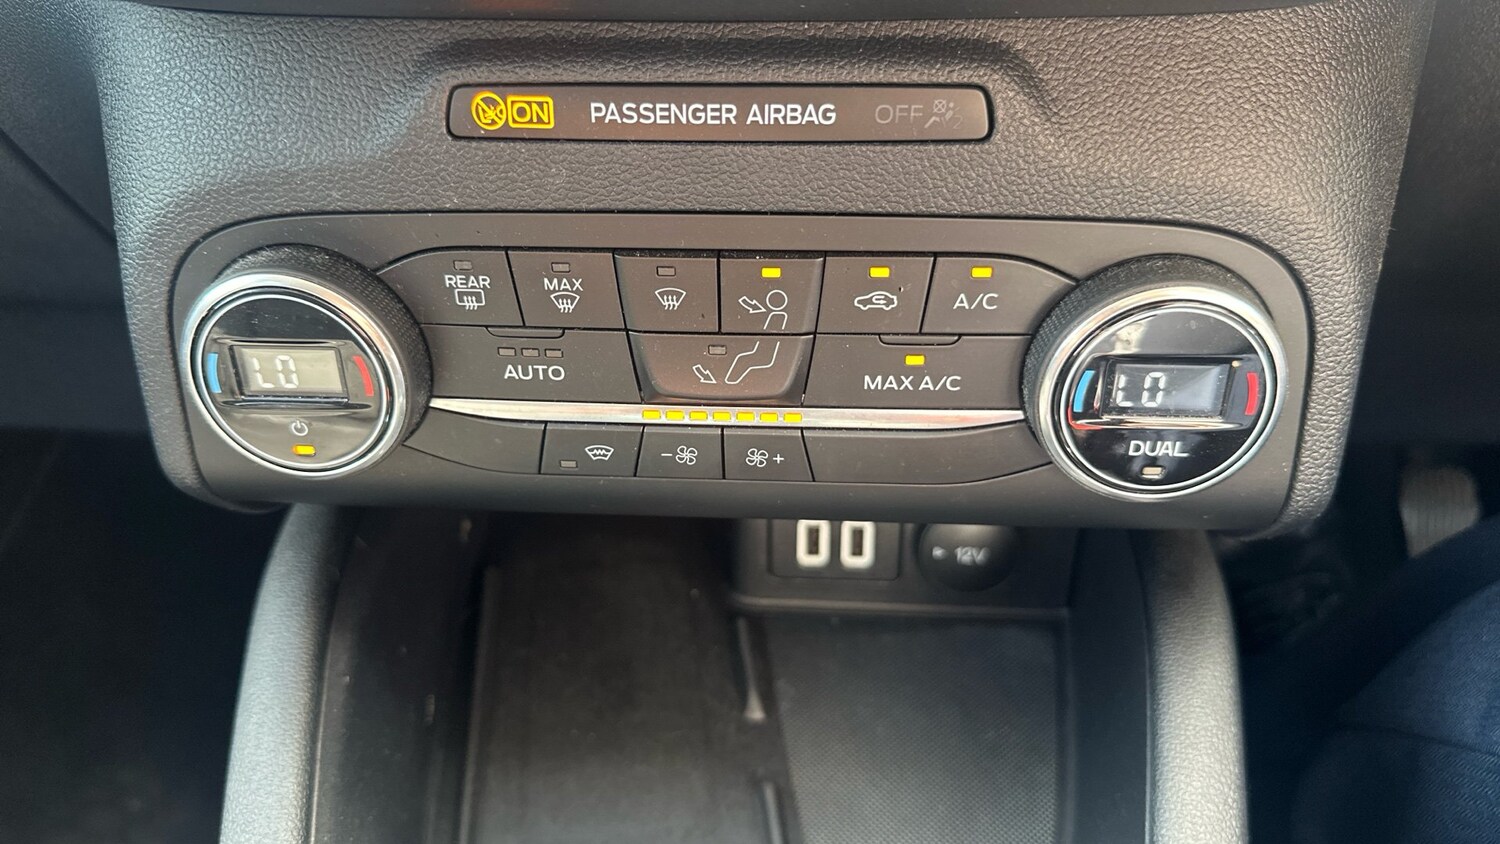 ON PASSENGER AIRBAG OFF
REAR MAX A/C
AUTO MAX A/C
LO LO
DUAL
- +
12V